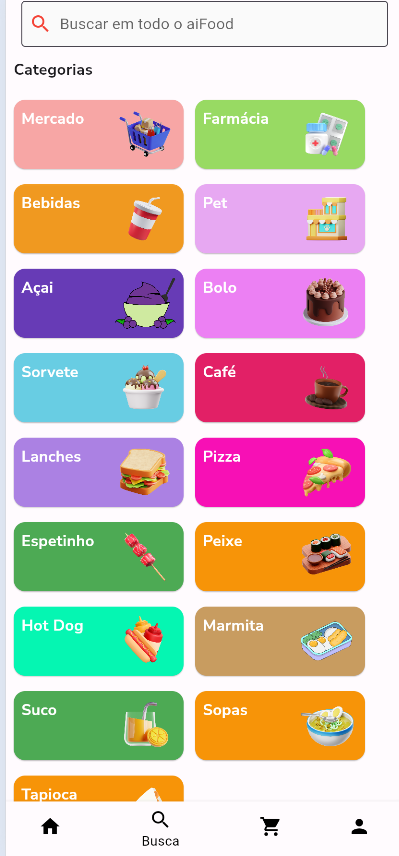 Buscar em todo o aiFood
Categorias
Mercado
Farmácia
Bebidas
Pet
Açai
Bolo
Sorvete
Café
Lanches
Pizza
Espetinho
Peixe
Hot Dog
Marmita
Suco
Sopas
Tapioca
Busca